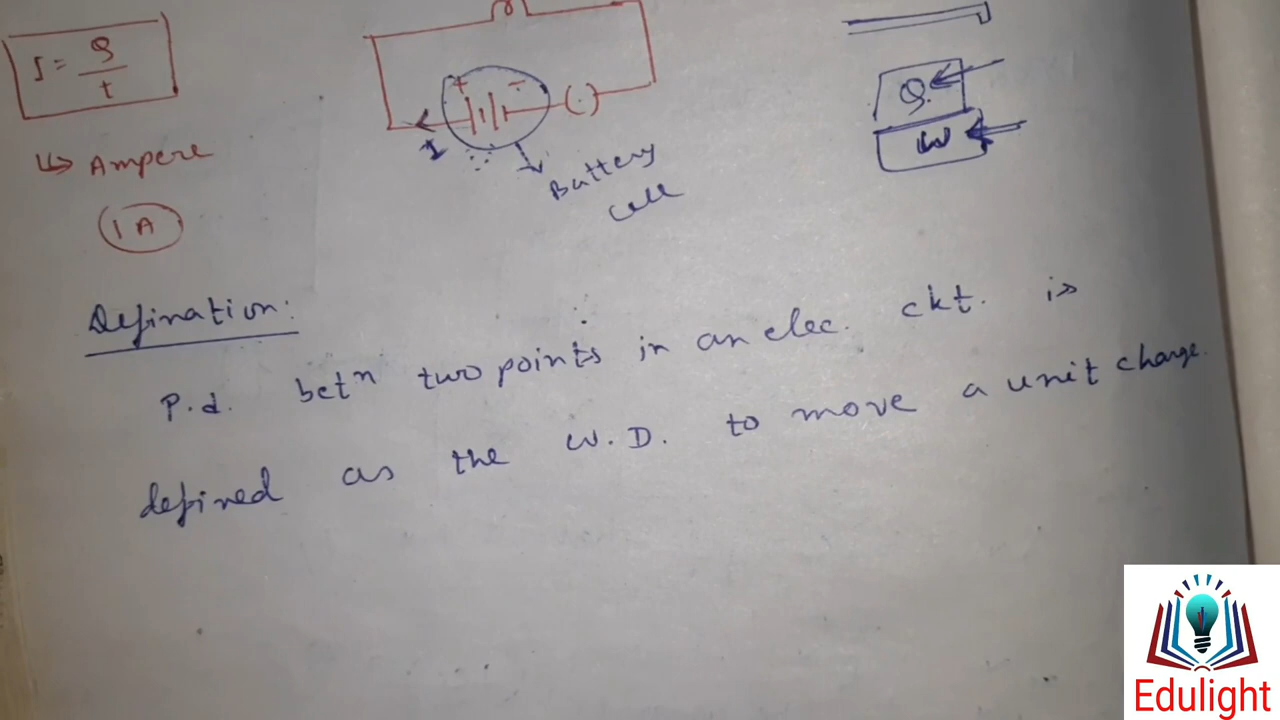 I = Q
t
↳ Ampere
1 A
+ -
I
Battery
cell
Q.
W
Defination:
P.d. betⁿ two points in an elec. ckt. is
defined as the W.D. to move a unit charge.
Edulight